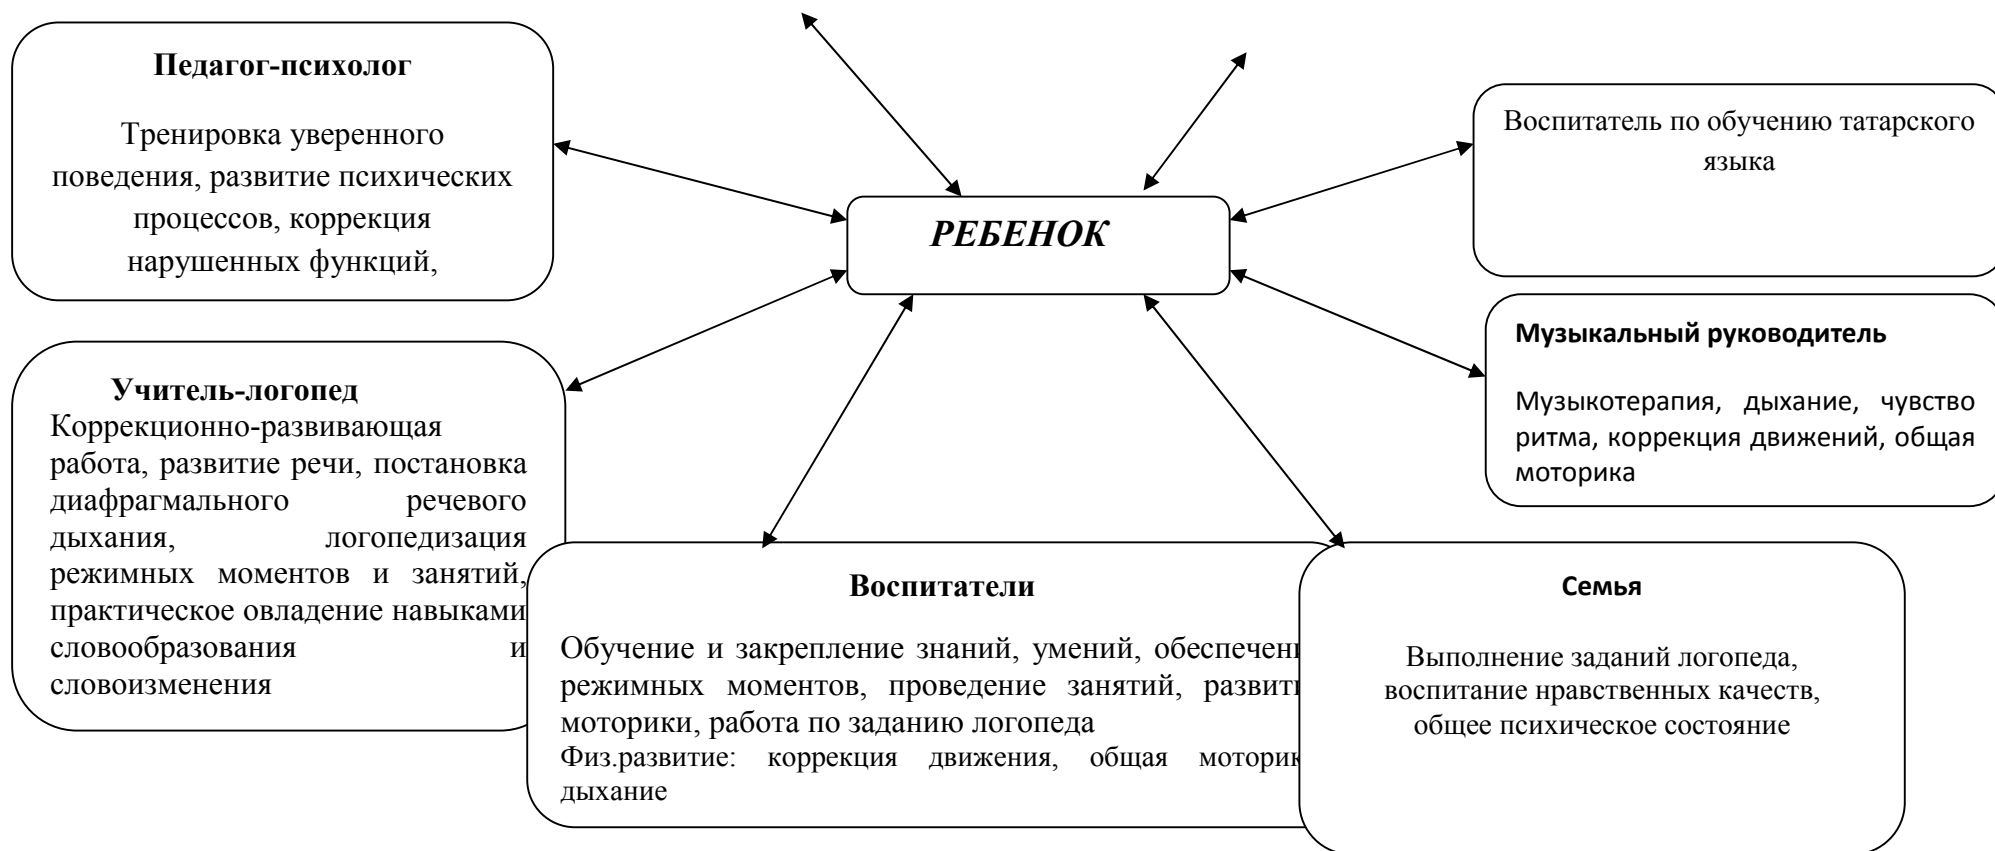 Педагог-психолог
Тренировка уверенного
поведения, развитие психических
процессов, коррекция
нарушенных функций,
Воспитатель по обучению татарского
языка
РЕБЕНОК
Музыкальный руководитель
Музыкотерапия, дыхание, чувство
ритма, коррекция движений, общая
моторика
Учитель-логопед
Коррекционно-развивающая
работа, развитие речи, постановка
диафрагмального речевого
дыхания, логопедизация
режимных моментов и занятий,
практическое овладение навыками
словообразования и
словоизменения
Воспитатели
Обучение и закрепление знаний, умений, обеспечени
режимных моментов, проведение занятий, развити
моторики, работа по заданию логопеда
Физ.развитие: коррекция движения, общая моторик
дыхание
Семья
Выполнение заданий логопеда,
воспитание нравственных качеств,
общее психическое состояние